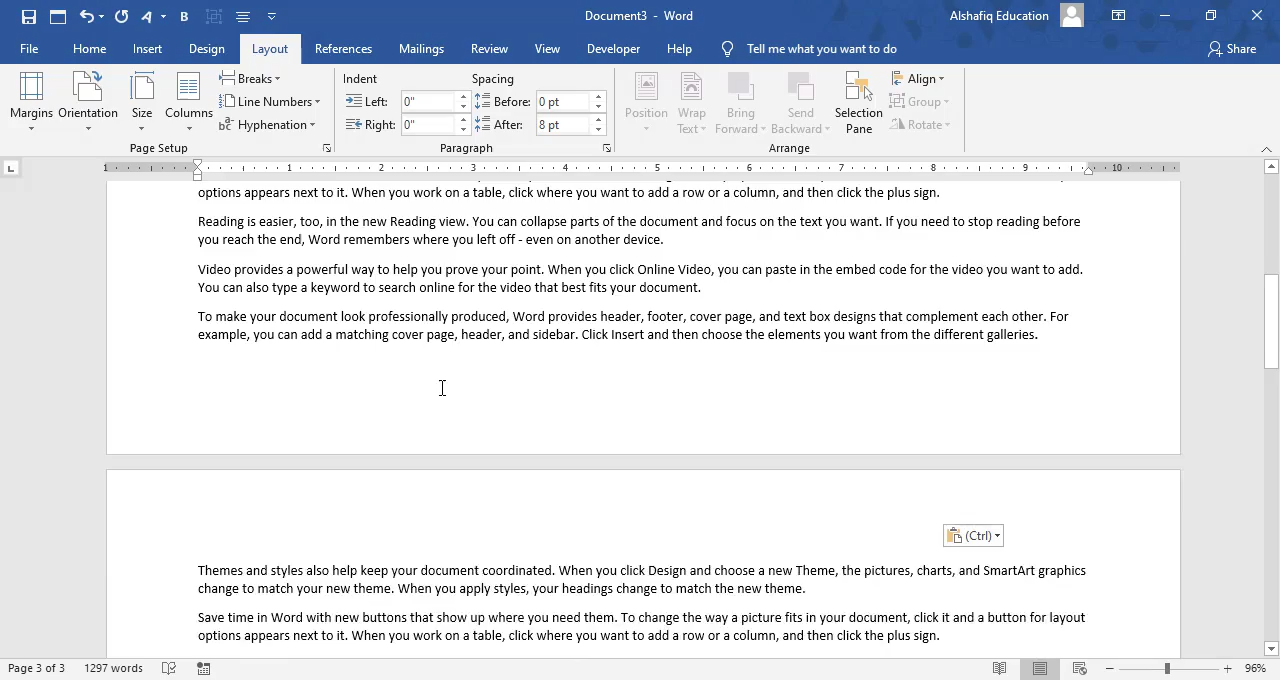 Document3 - Word
Alshafiq Education
File Home Insert Design Layout References Mailings Review View Developer Help Tell me what you want to do Share
Margins Orientation Size Columns
Breaks
Line Numbers
Hyphenation
Page Setup
Indent Spacing
Left: 0" Before: 0 pt
Right: 0" After: 8 pt
Paragraph
Position Wrap Text Bring Forward Send Backward Selection Pane
Align
Group
Rotate
Arrange
1 1 2 3 4 5 6 7 8 9 10
options appears next to it. When you work on a table, click where you want to add a row or a column, and then click the plus sign.
Reading is easier, too, in the new Reading view. You can collapse parts of the document and focus on the text you want. If you need to stop reading before
you reach the end, Word remembers where you left off - even on another device.
Video provides a powerful way to help you prove your point. When you click Online Video, you can paste in the embed code for the video you want to add.
You can also type a keyword to search online for the video that best fits your document.
To make your document look professionally produced, Word provides header, footer, cover page, and text box designs that complement each other. For
example, you can add a matching cover page, header, and sidebar. Click Insert and then choose the elements you want from the different galleries.
(Ctrl)
Themes and styles also help keep your document coordinated. When you click Design and choose a new Theme, the pictures, charts, and SmartArt graphics
change to match your new theme. When you apply styles, your headings change to match the new theme.
Save time in Word with new buttons that show up where you need them. To change the way a picture fits in your document, click it and a button for layout
options appears next to it. When you work on a table, click where you want to add a row or a column, and then click the plus sign.
Page 3 of 3 1297 words 96%